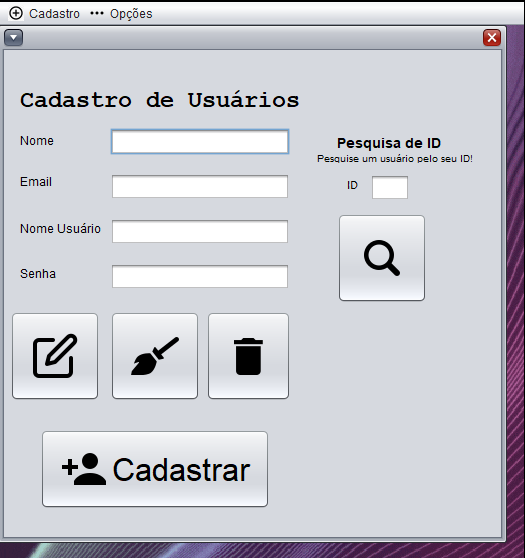 Cadastro Opções
Cadastro de Usuários
Nome
Pesquisa de ID
Pesquise um usuário pelo seu ID!
Email
ID
Nome Usuário
Senha
Cadastrar